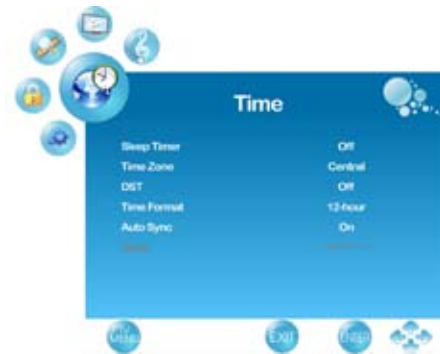 Time
Sleep Timer Off
Time Zone Central
DST Off
Time Format 12-hour
Auto Sync On
EXIT